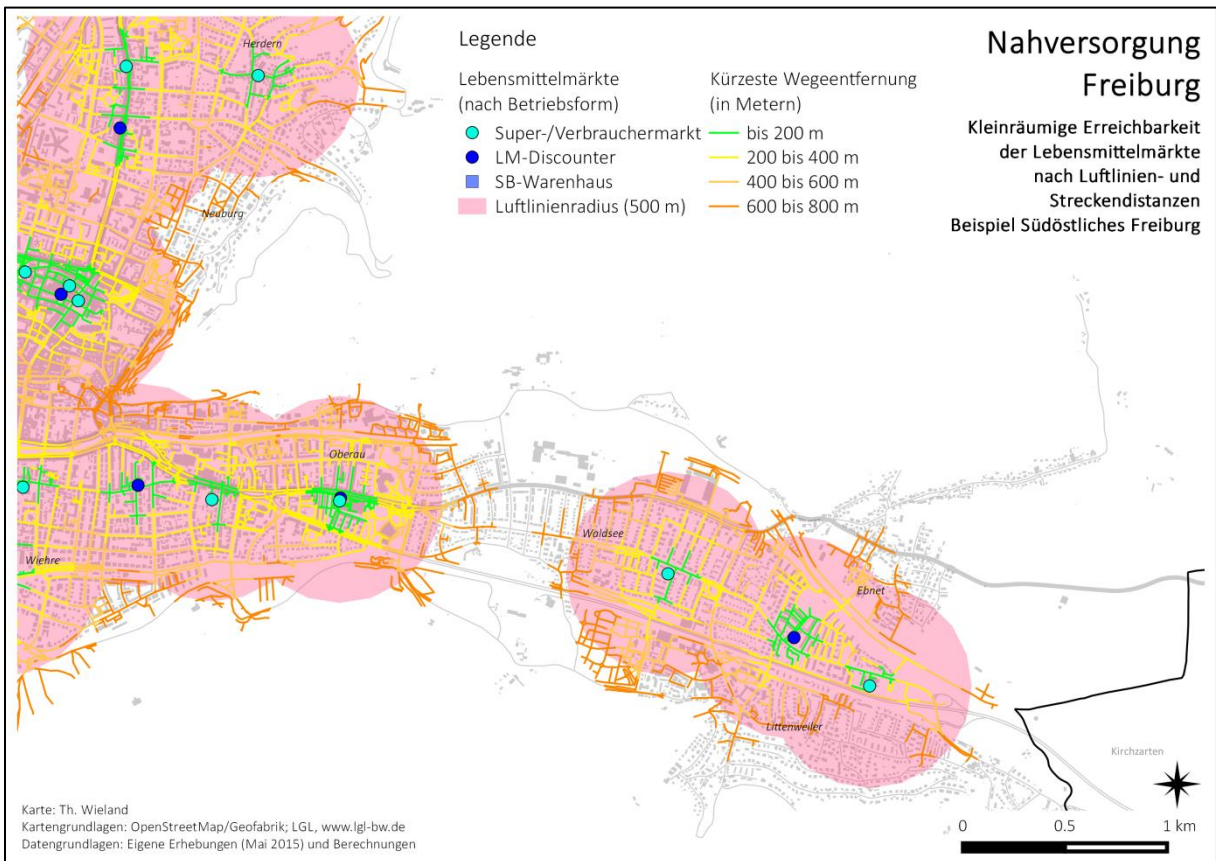 Nahversorgung
Freiburg
Kleinräumige Erreichbarkeit
der Lebensmittelmärkte
nach Luftlinien- und
Streckendistanzen
Beispiel Südöstliches Freiburg
Legende
Lebensmittelmärkte
(nach Betriebsform)
Super-/Verbrauchermarkt
LM-Discounter
SB-Warenhaus
Luftlinienradius (500 m)
Kürzeste Wegeentfernung
(in Metern)
bis 200 m
200 bis 400 m
400 bis 600 m
600 bis 800 m
Herdern
Neuburg
Oberau
Wiehre
Waldsee
Ebnet
Littenweiler
Kirchzarten
Karte: Th. Wieland
Kartengrundlagen: OpenStreetMap/Geofabrik; LGL, www.lgl-bw.de
Datengrundlagen: Eigene Erhebungen (Mai 2015) und Berechnungen
0 0.5 1 km